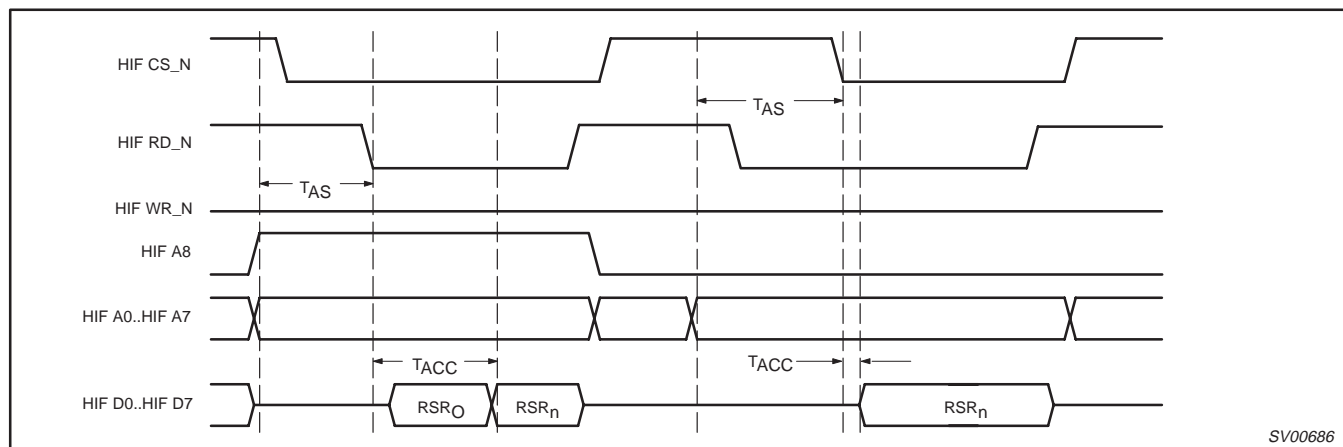 HIF CS_N
TAS
HIF RD_N
TAS
HIF WR_N
HIF A8
HIF A0..HIF A7
TACC
TACC
HIF D0..HIF D7
RSRO
RSRn
RSRn
SV00686